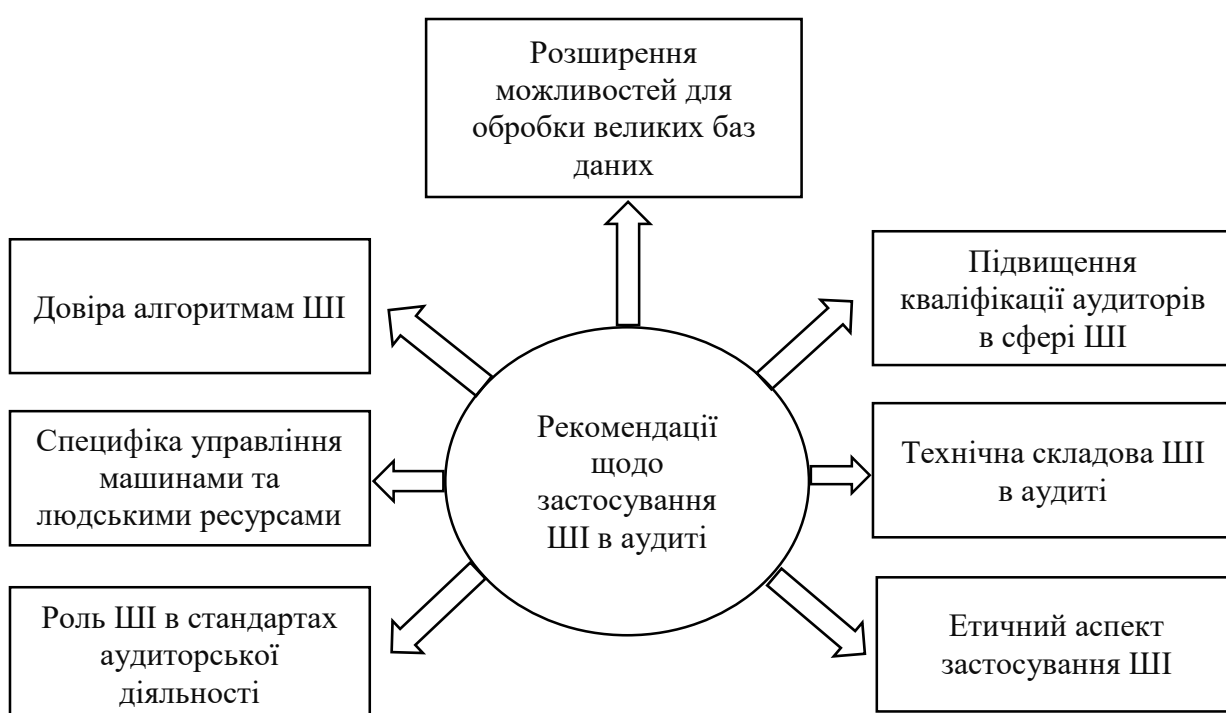 Розширення
можливостей для
обробки великих баз
даних
Довіра алгоритмам ШІ
Підвищення
кваліфікації аудиторів
в сфері ШІ
Специфіка управління
машинами та
людськими ресурсами
Рекомендації
щодо
застосування
ШІ в аудиті
Технічна складова ШІ
в аудиті
Роль ШІ в стандартах
аудиторської
діяльності
Етичний аспект
застосування ШІ